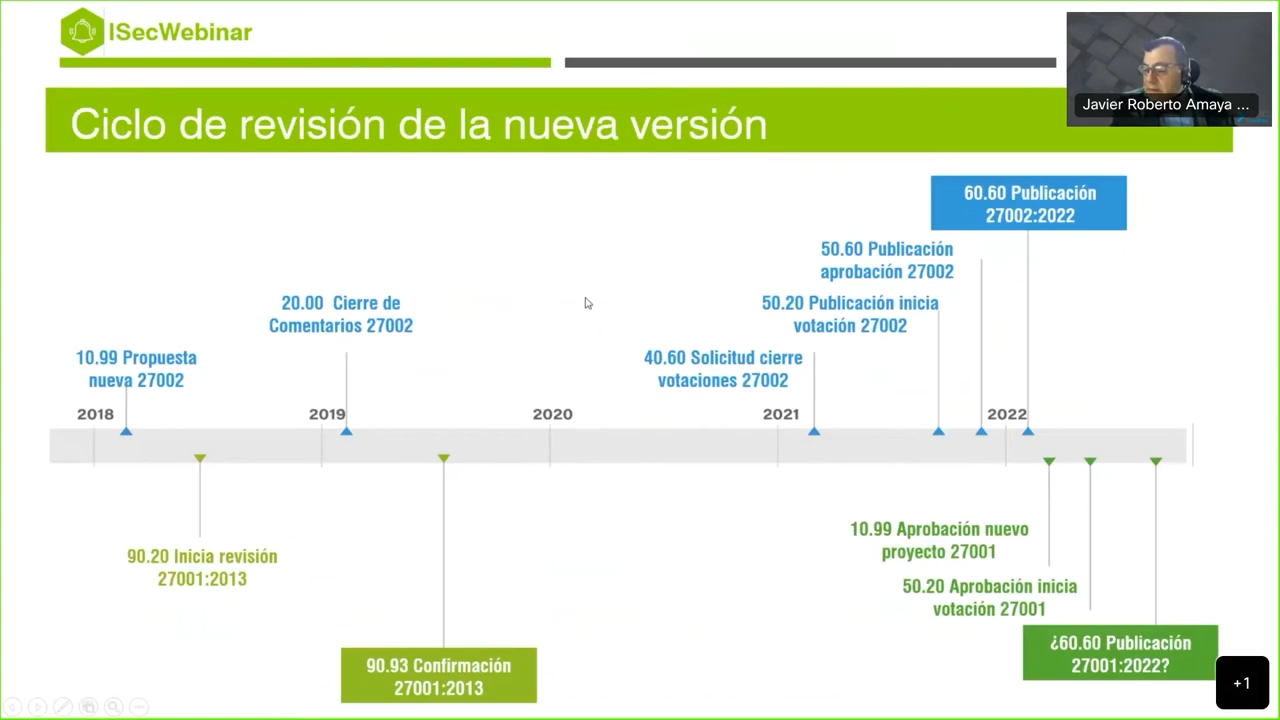 ISecWebinar
Javier Roberto Amaya ...
Ciclo de revisión de la nueva versión
60.60 Publicación
27002:2022
50.60 Publicación
aprobación 27002
20.00 Cierre de
Comentarios 27002
50.20 Publicación inicia
votación 27002
10.99 Propuesta
nueva 27002
40.60 Solicitud cierre
votaciones 27002
2018 2019 2020 2021 2022
10.99 Aprobación nuevo
proyecto 27001
90.20 Inicia revisión
27001:2013
50.20 Aprobación inicia
votación 27001
¿60.60 Publicación
27001:2022?
90.93 Confirmación
27001:2013
+1